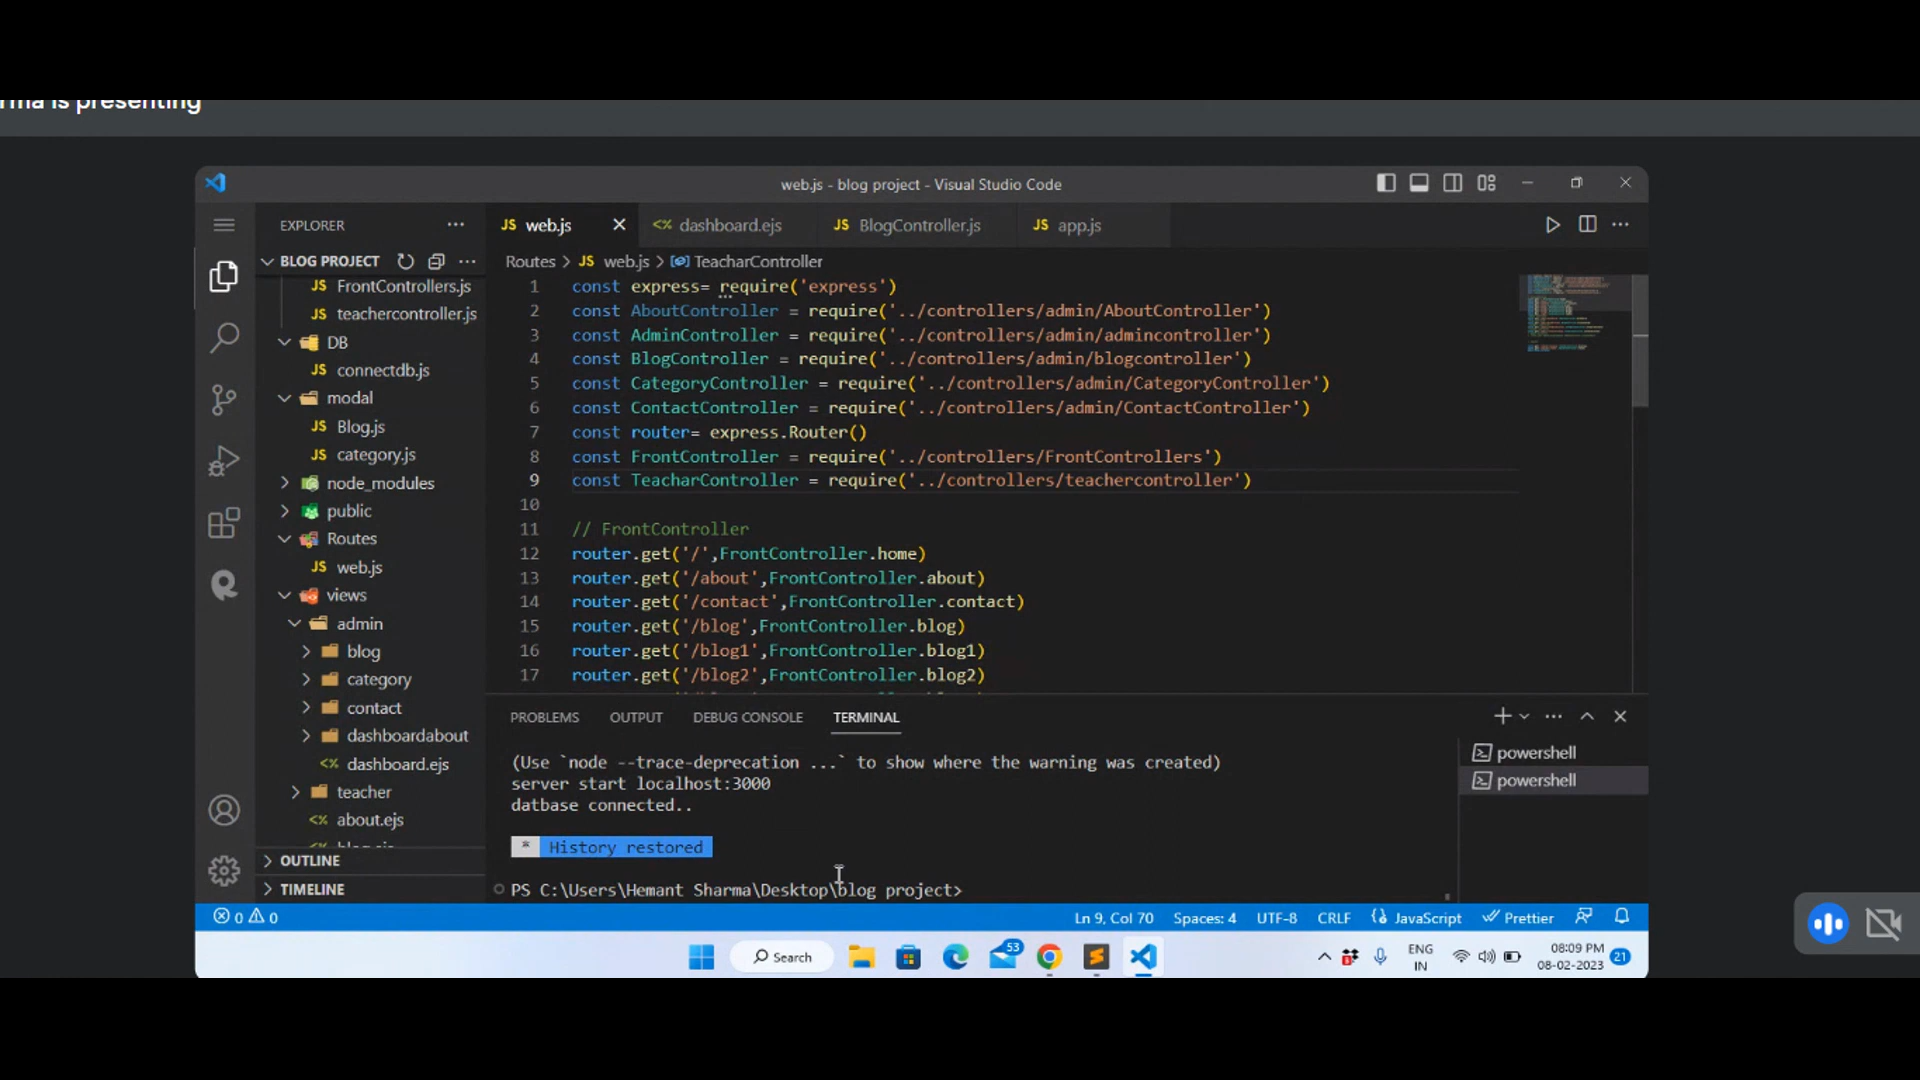 rma is presenting
web.js - blog project - Visual Studio Code
EXPLORER
web.js
dashboard.ejs
BlogController.js
app.js
BLOG PROJECT
Routes > web.js > TeacharController
FrontControllers.js
teachercontroller.js
DB
connectdb.js
modal
Blog.js
category.js
node_modules
public
Routes
web.js
views
admin
blog
category
contact
dashboardabout
dashboard.ejs
teacher
about.ejs
OUTLINE
TIMELINE
1 const express= require('express')
2 const AboutController = require('../controllers/admin/AboutController')
3 const AdminController = require('../controllers/admin/admincontroller')
4 const BlogController = require('../controllers/admin/blogcontroller')
5 const CategoryController = require('../controllers/admin/CategoryController')
6 const ContactController = require('../controllers/admin/ContactController')
7 const router= express.Router()
8 const FrontController = require('../controllers/FrontControllers')
9 const TeacharController = require('../controllers/teachercontroller')
10
11 // FrontController
12 router.get('/',FrontController.home)
13 router.get('/about',FrontController.about)
14 router.get('/contact',FrontController.contact)
15 router.get('/blog',FrontController.blog)
16 router.get('/blog1',FrontController.blog1)
17 router.get('/blog2',FrontController.blog2)
PROBLEMS OUTPUT DEBUG CONSOLE TERMINAL
(Use `node --trace-deprecation ...` to show where the warning was created)
server start localhost:3000
datbase connected..
* History restored
PS C:\Users\Hemant Sharma\Desktop\blog project>
powershell
powershell
0 0
Ln 9, Col 70 Spaces: 4 UTF-8 CRLF JavaScript Prettier
Search
53
ENG
IN
08:09 PM
08-02-2023
21